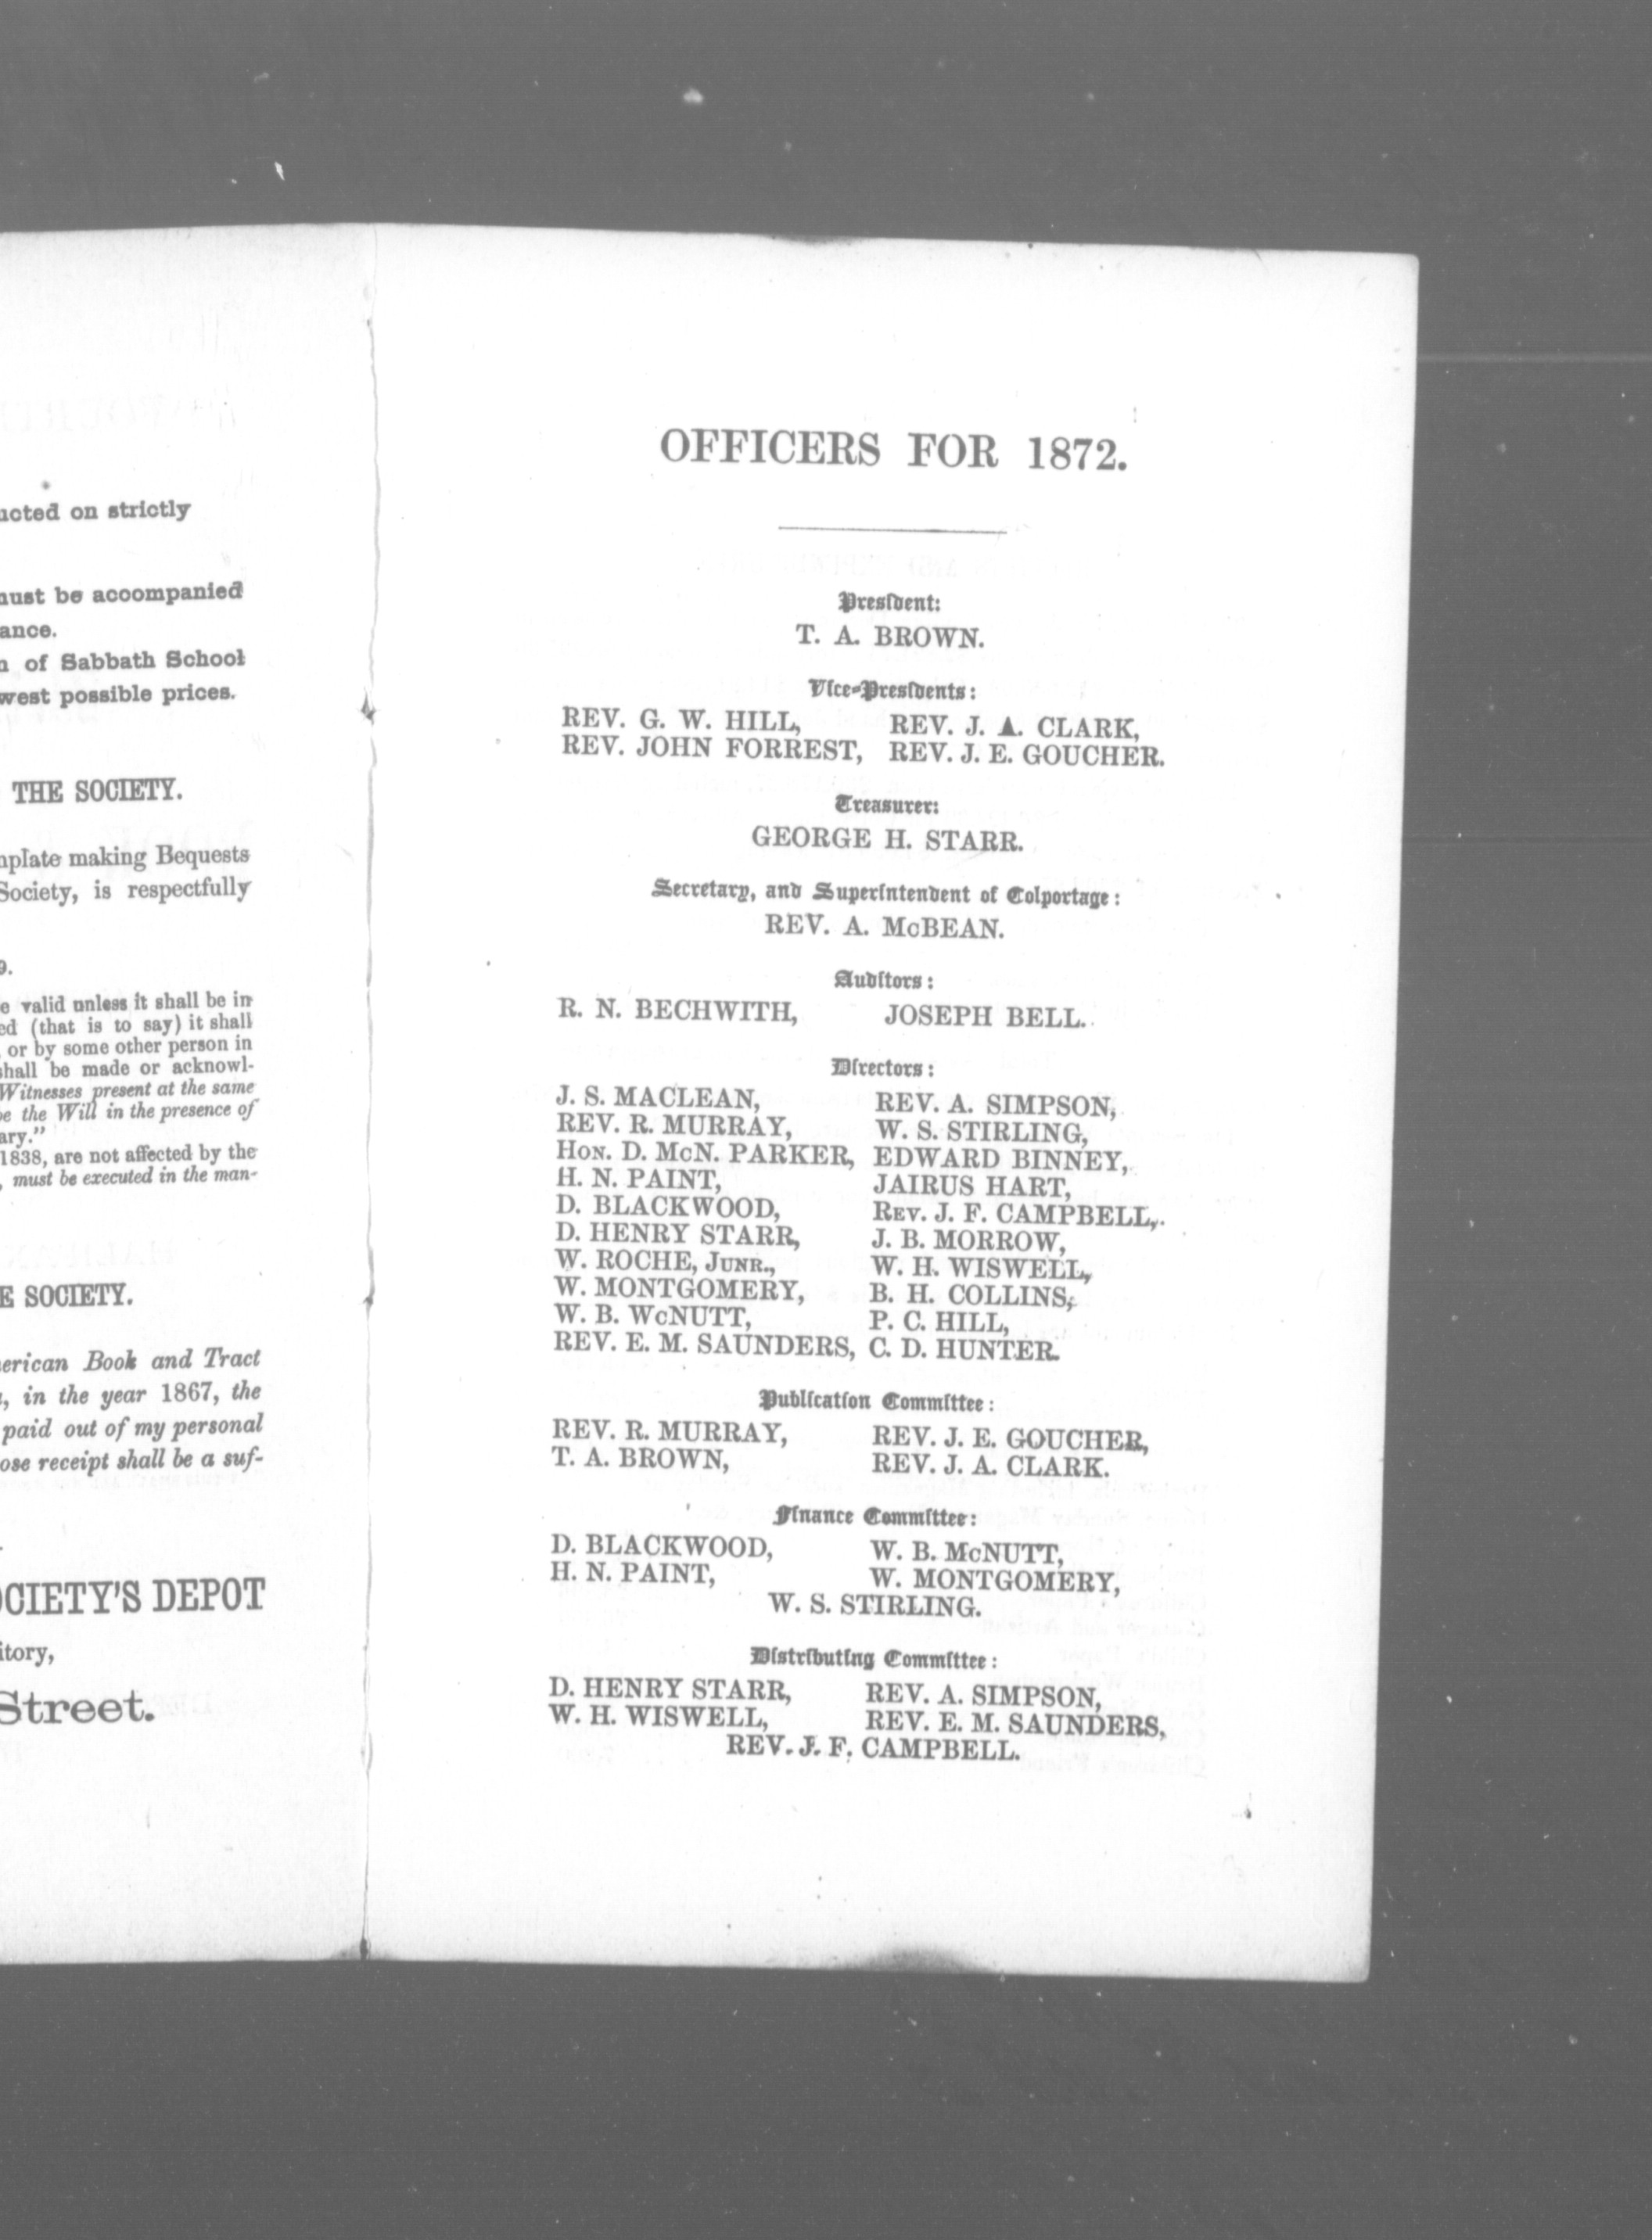 ucted on strictly
must be accompanied
ance.
n of Sabbath School
west possible prices.
THE SOCIETY.
mplate making Bequests
Society, is respectfully
9.
e valid unless it shall be in
ed (that is to say) it shall
, or by some other person in
shall be made or acknowl-
Witnesses present at the same
be the Will in the presence of
ary."
1838, are not affected by the
, must be executed in the man-
E SOCIETY.
erican Book and Tract
, in the year 1867, the
paid out of my personal
ose receipt shall be a suf-
OCIETY'S DEPOT
itory,
Street.
OFFICERS FOR 1872.
President:
T. A. BROWN.
Vice-Presidents:
REV. G. W. HILL, REV. J. A. CLARK,
REV. JOHN FORREST, REV. J. E. GOUCHER.
Treasurer:
GEORGE H. STARR.
Secretary, and Superintendent of Colportage:
REV. A. McBEAN.
Auditors:
R. N. BECHWITH, JOSEPH BELL.
Directors:
J. S. MACLEAN, REV. A. SIMPSON,
REV. R. MURRAY, W. S. STIRLING,
HON. D. McN. PARKER, EDWARD BINNEY,
H. N. PAINT, JAIRUS HART,
D. BLACKWOOD, REV. J. F. CAMPBELL,
D. HENRY STARR, J. B. MORROW,
W. ROCHE, JUNR., W. H. WISWELL,
W. MONTGOMERY, B. H. COLLINS,
W. B. WcNUTT, P. C. HILL,
REV. E. M. SAUNDERS, C. D. HUNTER.
Publication Committee:
REV. R. MURRAY, REV. J. E. GOUCHER,
T. A. BROWN, REV. J. A. CLARK.
Finance Committee:
D. BLACKWOOD, W. B. McNUTT,
H. N. PAINT, W. MONTGOMERY,
W. S. STIRLING.
Distributing Committee:
D. HENRY STARR, REV. A. SIMPSON,
W. H. WISWELL, REV. E. M. SAUNDERS,
REV. J. F. CAMPBELL.